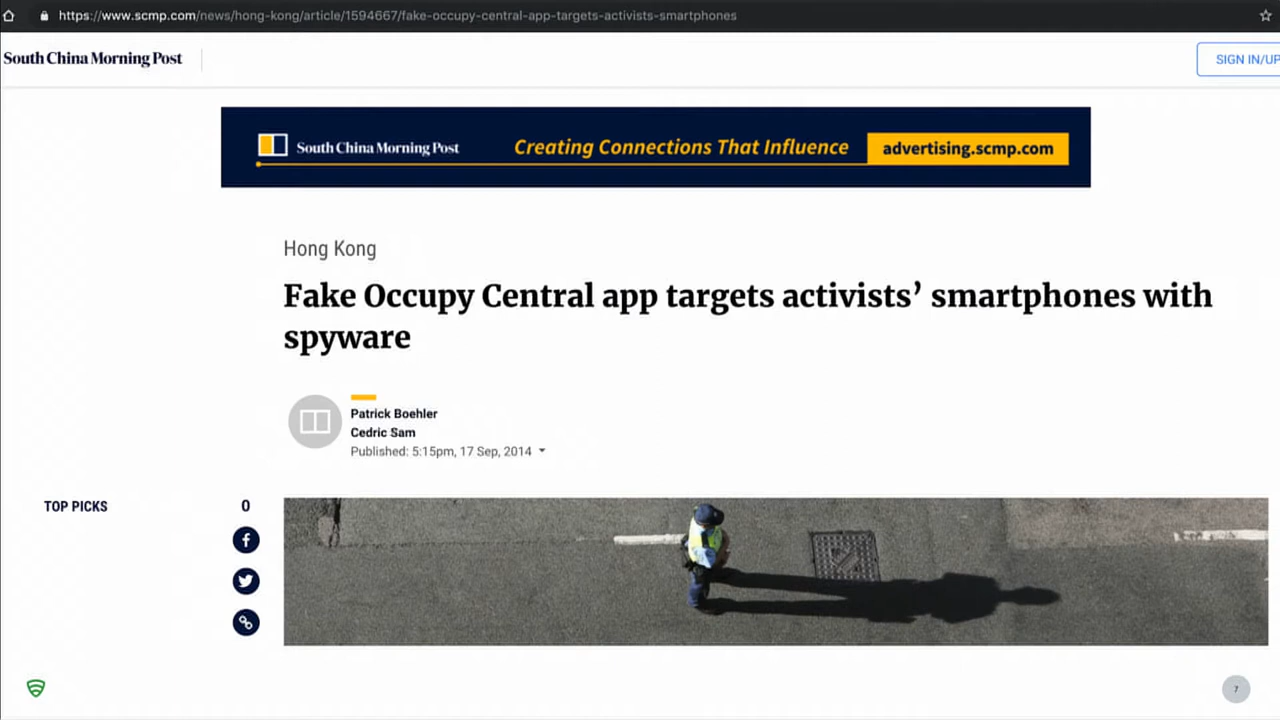 https://www.scmp.com/news/hong-kong/article/1594667/fake-occupy-central-app-targets-activists-smartphones
South China Morning Post
SIGN IN/UP
South China Morning Post
Creating Connections That Influence
advertising.scmp.com
Hong Kong
Fake Occupy Central app targets activists’ smartphones with
spyware
Patrick Boehler
Cedric Sam
Published: 5:15pm, 17 Sep, 2014
TOP PICKS
0
7